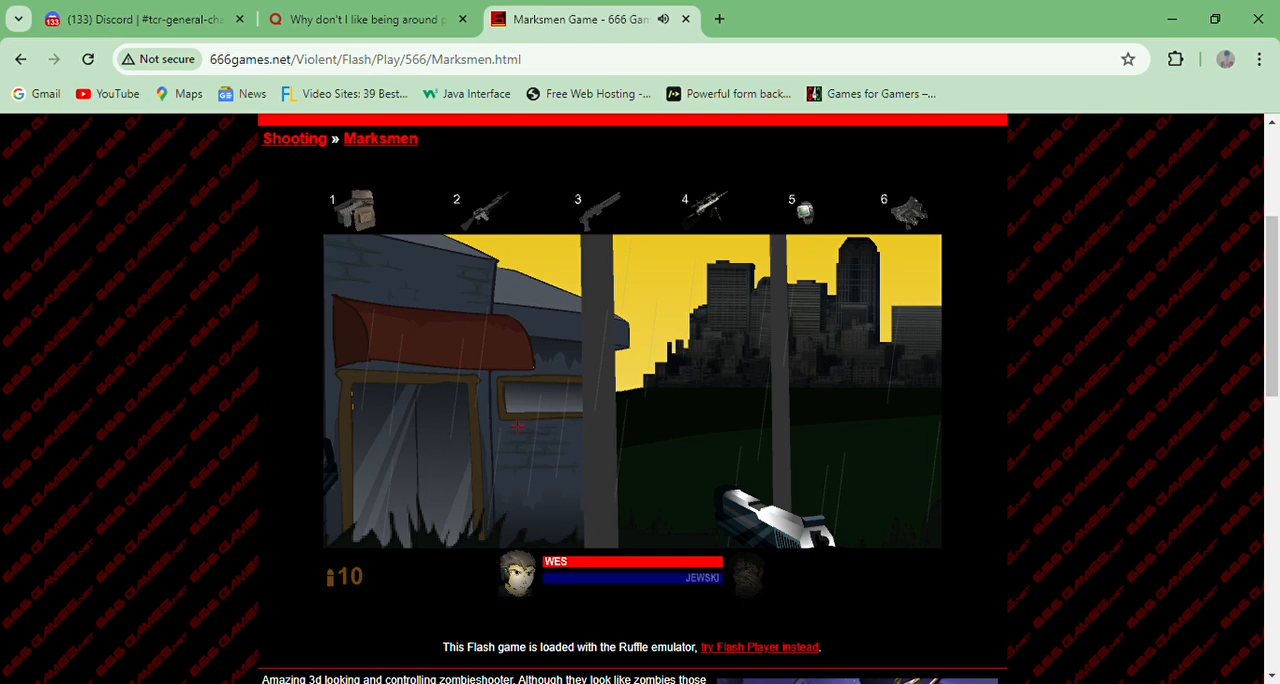 (133) Discord | #tcr-general-cha
Why don't I like being around p
Marksmen Game - 666 Gam
Not secure
666games.net/Violent/Flash/Play/566/Marksmen.html
Gmail
YouTube
Maps
News
Video Sites: 39 Best...
Java Interface
Free Web Hosting -...
Powerful form back...
Games for Gamers –...
Shooting » Marksmen
1
2
3
4
5
6
10
WES
JEWSKI
This Flash game is loaded with the Ruffle emulator, try Flash Player instead.
Amazing 3d looking and controlling zombieshooter. Although they look like zombies those